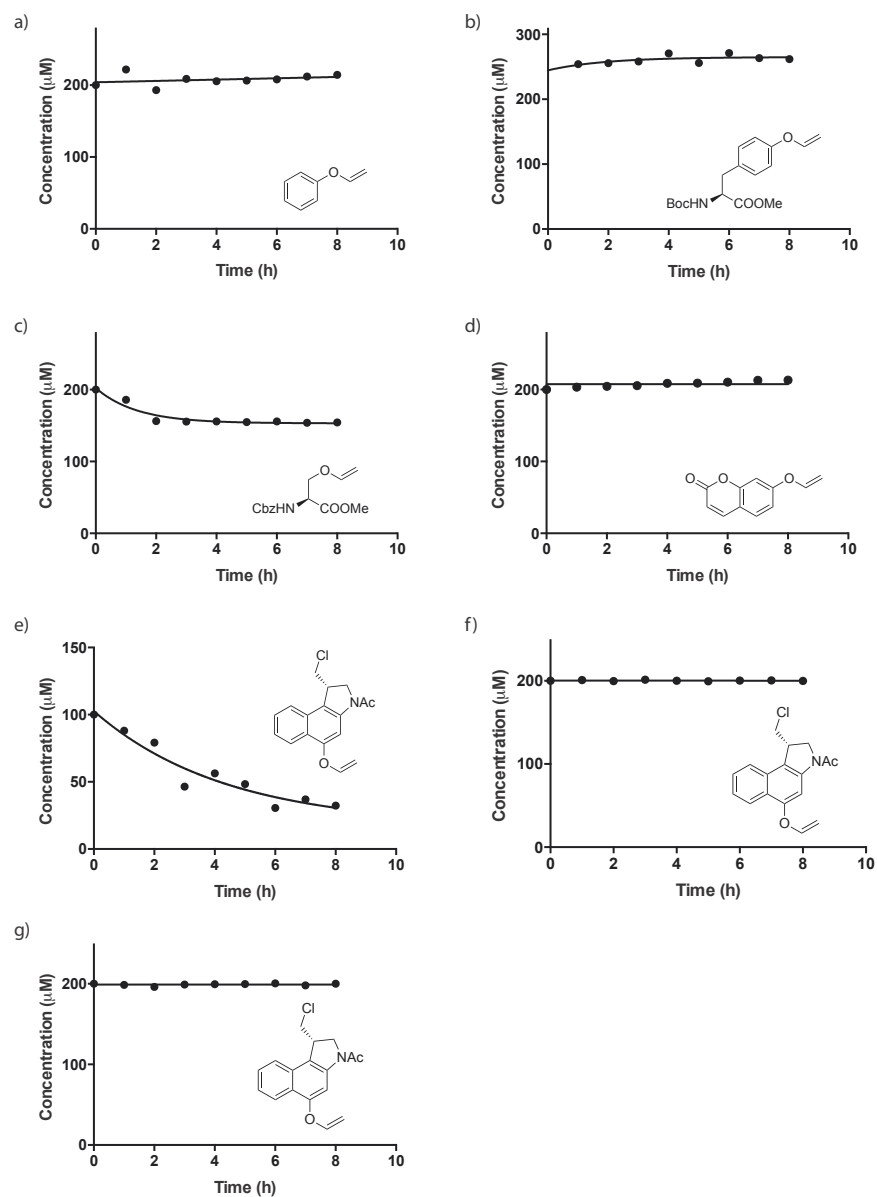 a)
Concentration (μM)
200
100
0
0 2 4 6 8 10
Time (h)
O
b)
Concentration (μM)
300
200
100
0
0 2 4 6 8 10
Time (h)
O
BocHN COOMe
c)
Concentration (μM)
200
100
0
0 2 4 6 8 10
Time (h)
O
CbzHN COOMe
d)
Concentration (μM)
200
100
0
0 2 4 6 8 10
Time (h)
O O O
e)
Concentration (μM)
150
100
50
0
0 2 4 6 8 10
Time (h)
Cl
NAc
O
f)
Concentration (μM)
200
100
0
0 2 4 6 8 10
Time (h)
Cl
NAc
O
g)
Concentration (μM)
200
100
0
0 2 4 6 8 10
Time (h)
Cl
NAc
O